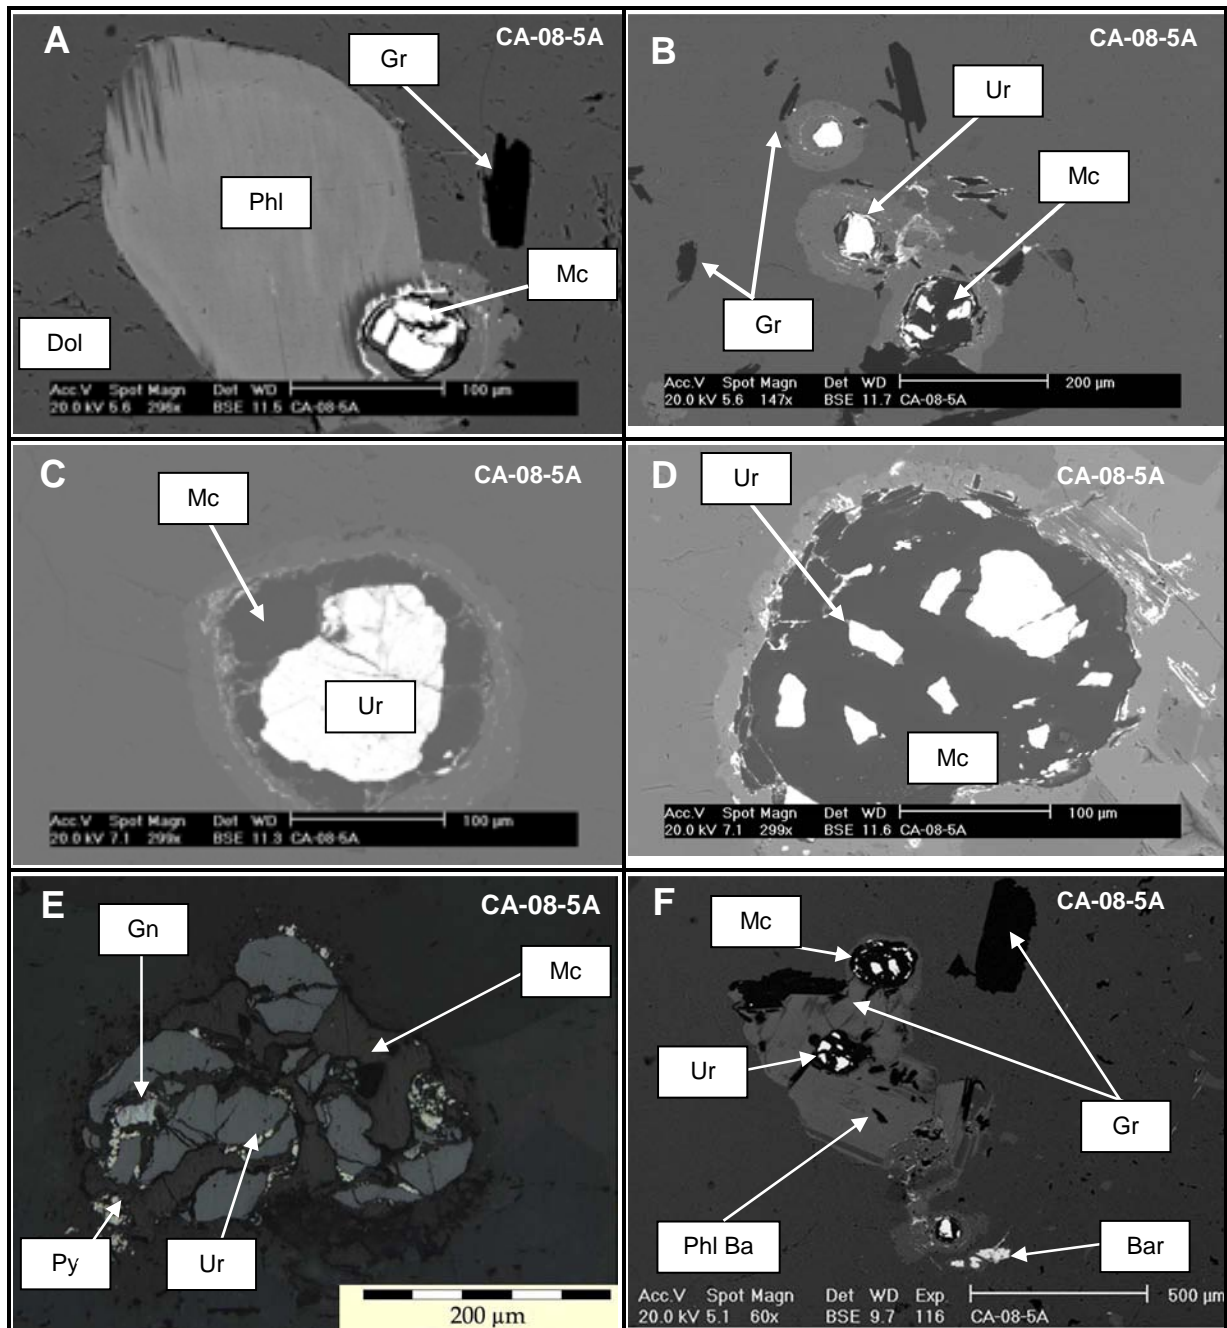 A
CA-08-5A
Gr
Phl
Mc
Dol
Acc.V Spot Magn Det WD 100 µm
20.0 kV 5.6 296x BSE 11.5 CA-08-5A
B
CA-08-5A
Ur
Mc
Gr
Acc.V Spot Magn Det WD 200 µm
20.0 kV 5.6 147x BSE 11.7 CA-08-5A
C
CA-08-5A
Mc
Ur
Acc.V Spot Magn Det WD 100 µm
20.0 kV 7.1 299x BSE 11.3 CA-08-5A
D
CA-08-5A
Ur
Mc
Acc.V Spot Magn Det WD 100 µm
20.0 kV 7.1 299x BSE 11.6 CA-08-5A
E
CA-08-5A
Gn
Mc
Py
Ur
200 µm
F
CA-08-5A
Mc
Ur
Gr
Phl Ba
Bar
Acc.V Spot Magn Det WD Exp 500 µm
20.0 kV 5.1 60x BSE 9.7 116 CA-08-5A